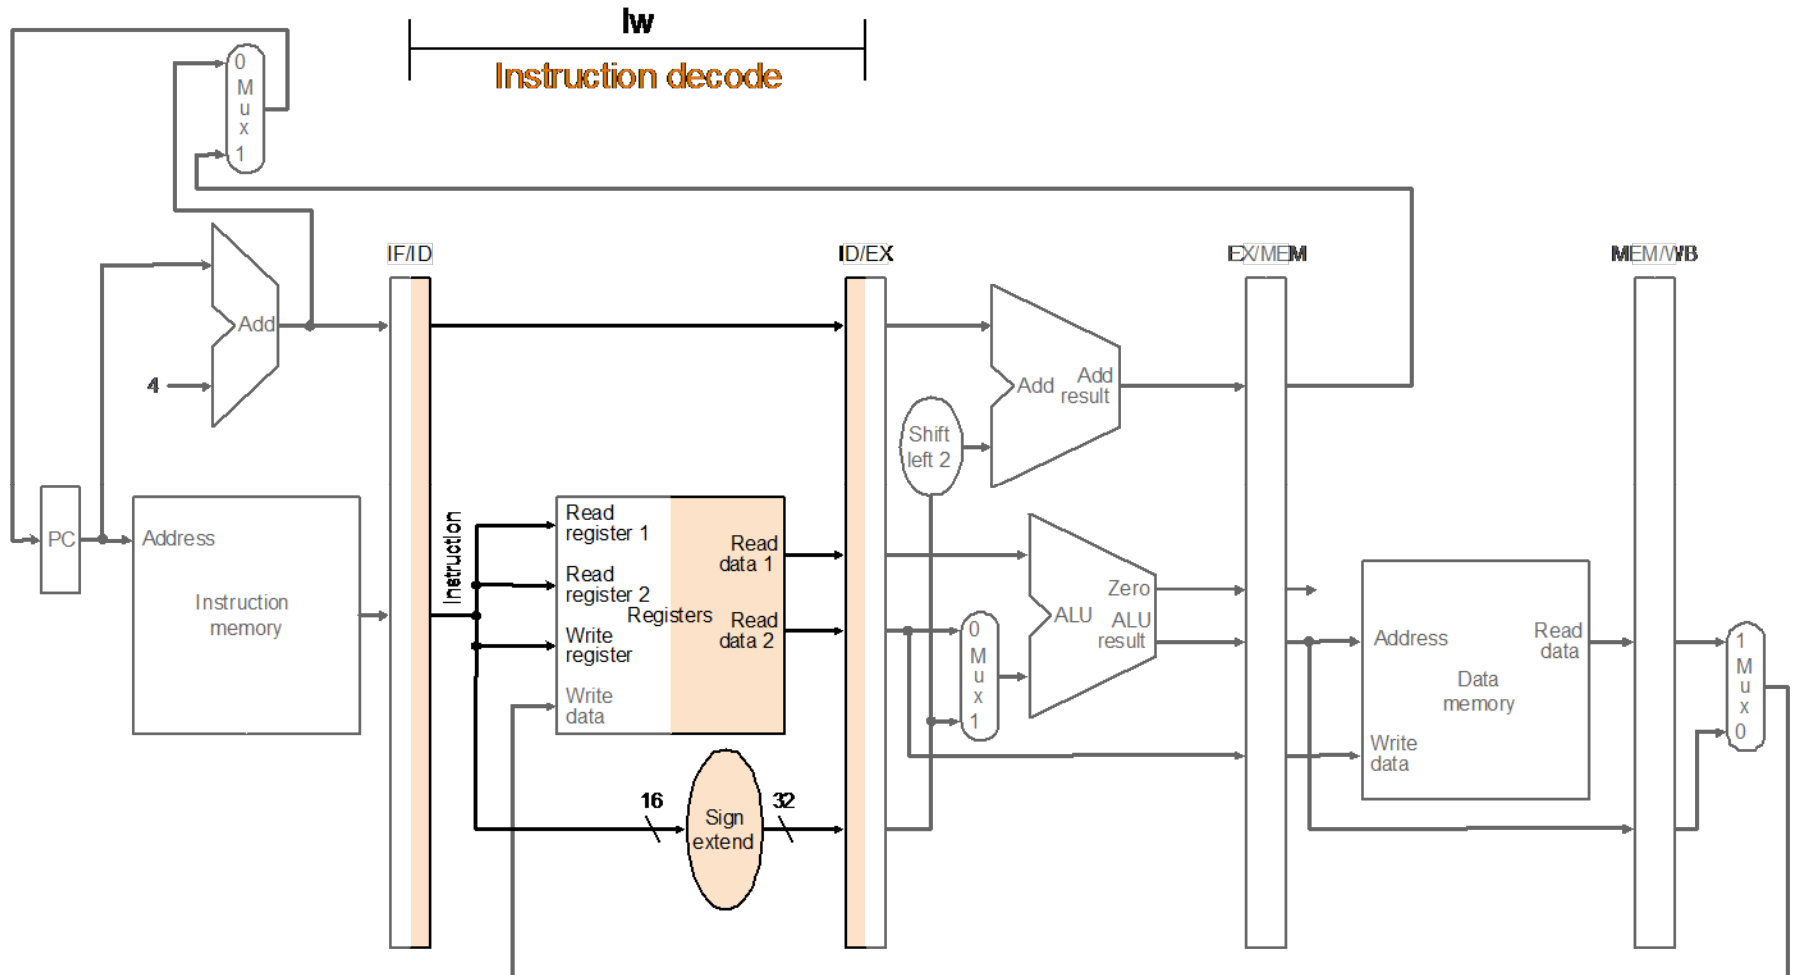 lw
Instruction decode
0
M
u
x
1
IF/ID
ID/EX
EX/MEM
MEM/WB
Add
4
Add
Add
result
Shift
left 2
PC
Address
Instruction
memory
Instruction
Read
register 1
Read
register 2
Write
register
Write
data
Registers
Read
data 1
Read
data 2
0
M
u
x
1
Zero
ALU
ALU
result
Address
Read
data
Data
memory
Write
data
1
M
u
x
0
16
Sign
extend
32